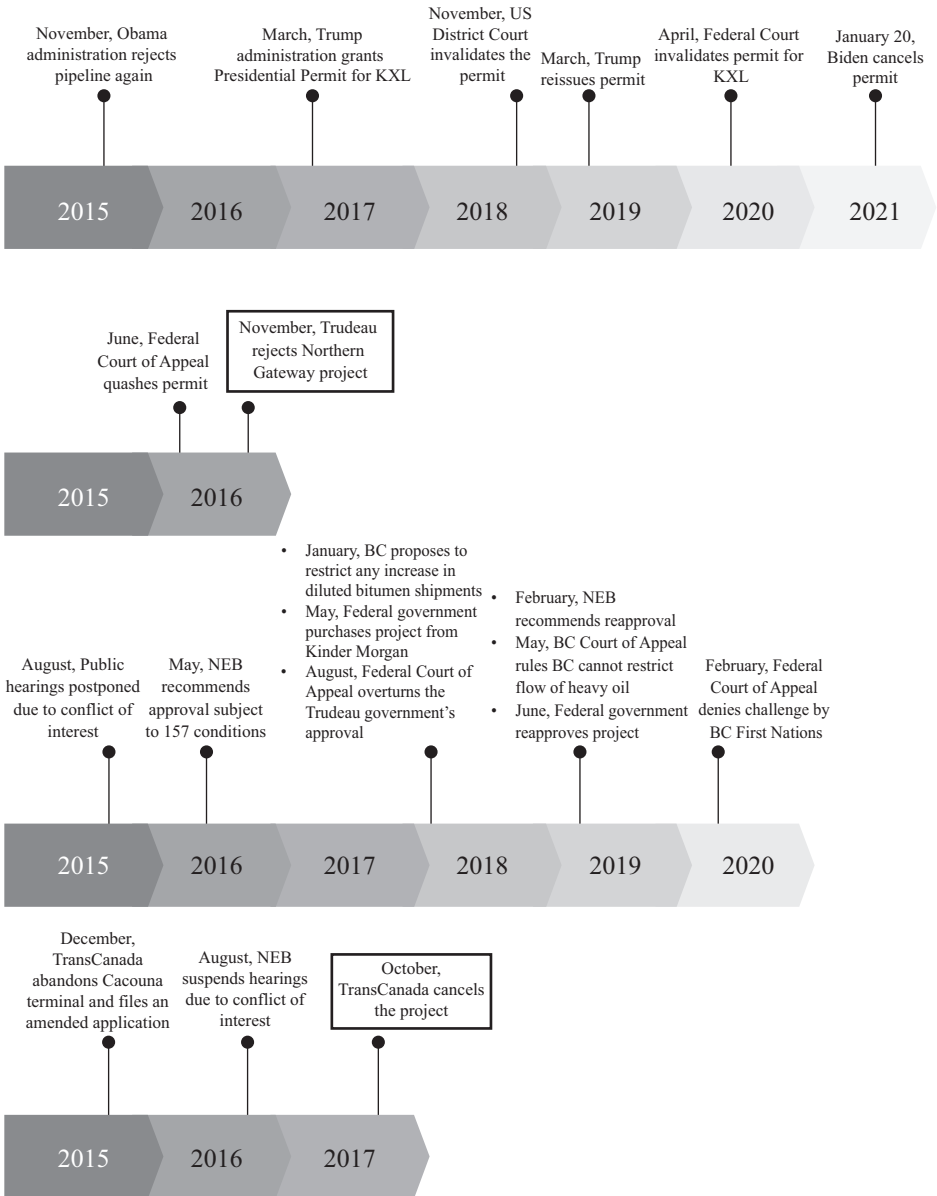 November, Obama
administration rejects
pipeline again
March, Trump
administration grants
Presidential Permit for KXL
November, US
District Court
invalidates the
permit
March, Trump
reissues permit
April, Federal Court
invalidates permit for
KXL
January 20,
Biden cancels
permit
2015
2016
2017
2018
2019
2020
2021
June, Federal
Court of Appeal
quashes permit
November, Trudeau
rejects Northern
Gateway project
2015
2016
August, Public
hearings postponed
due to conflict of
interest
May, NEB
recommends
approval subject
to 157 conditions
• January, BC proposes to
restrict any increase in
diluted bitumen shipments
• May, Federal government
purchases project from
Kinder Morgan
• August, Federal Court of
Appeal overturns the
Trudeau government’s
approval
• February, NEB
recommends reapproval
• May, BC Court of Appeal
rules BC cannot restrict
flow of heavy oil
• June, Federal government
reapproves project
February, Federal
Court of Appeal
denies challenge by
BC First Nations
2015
2016
2017
2018
2019
2020
December,
TransCanada
abandons Cacouna
terminal and files an
amended application
August, NEB
suspends hearings
due to conflict of
interest
October,
TransCanada cancels
the project
2015
2016
2017